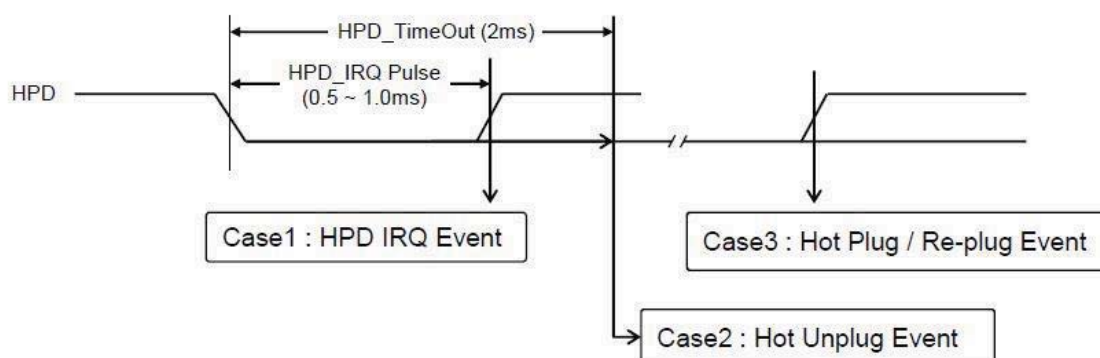 HPD_TimeOut (2ms)
HPD_IRQ Pulse
(0.5 ~ 1.0ms)
HPD
Case1 : HPD IRQ Event
Case3 : Hot Plug / Re-plug Event
Case2 : Hot Unplug Event